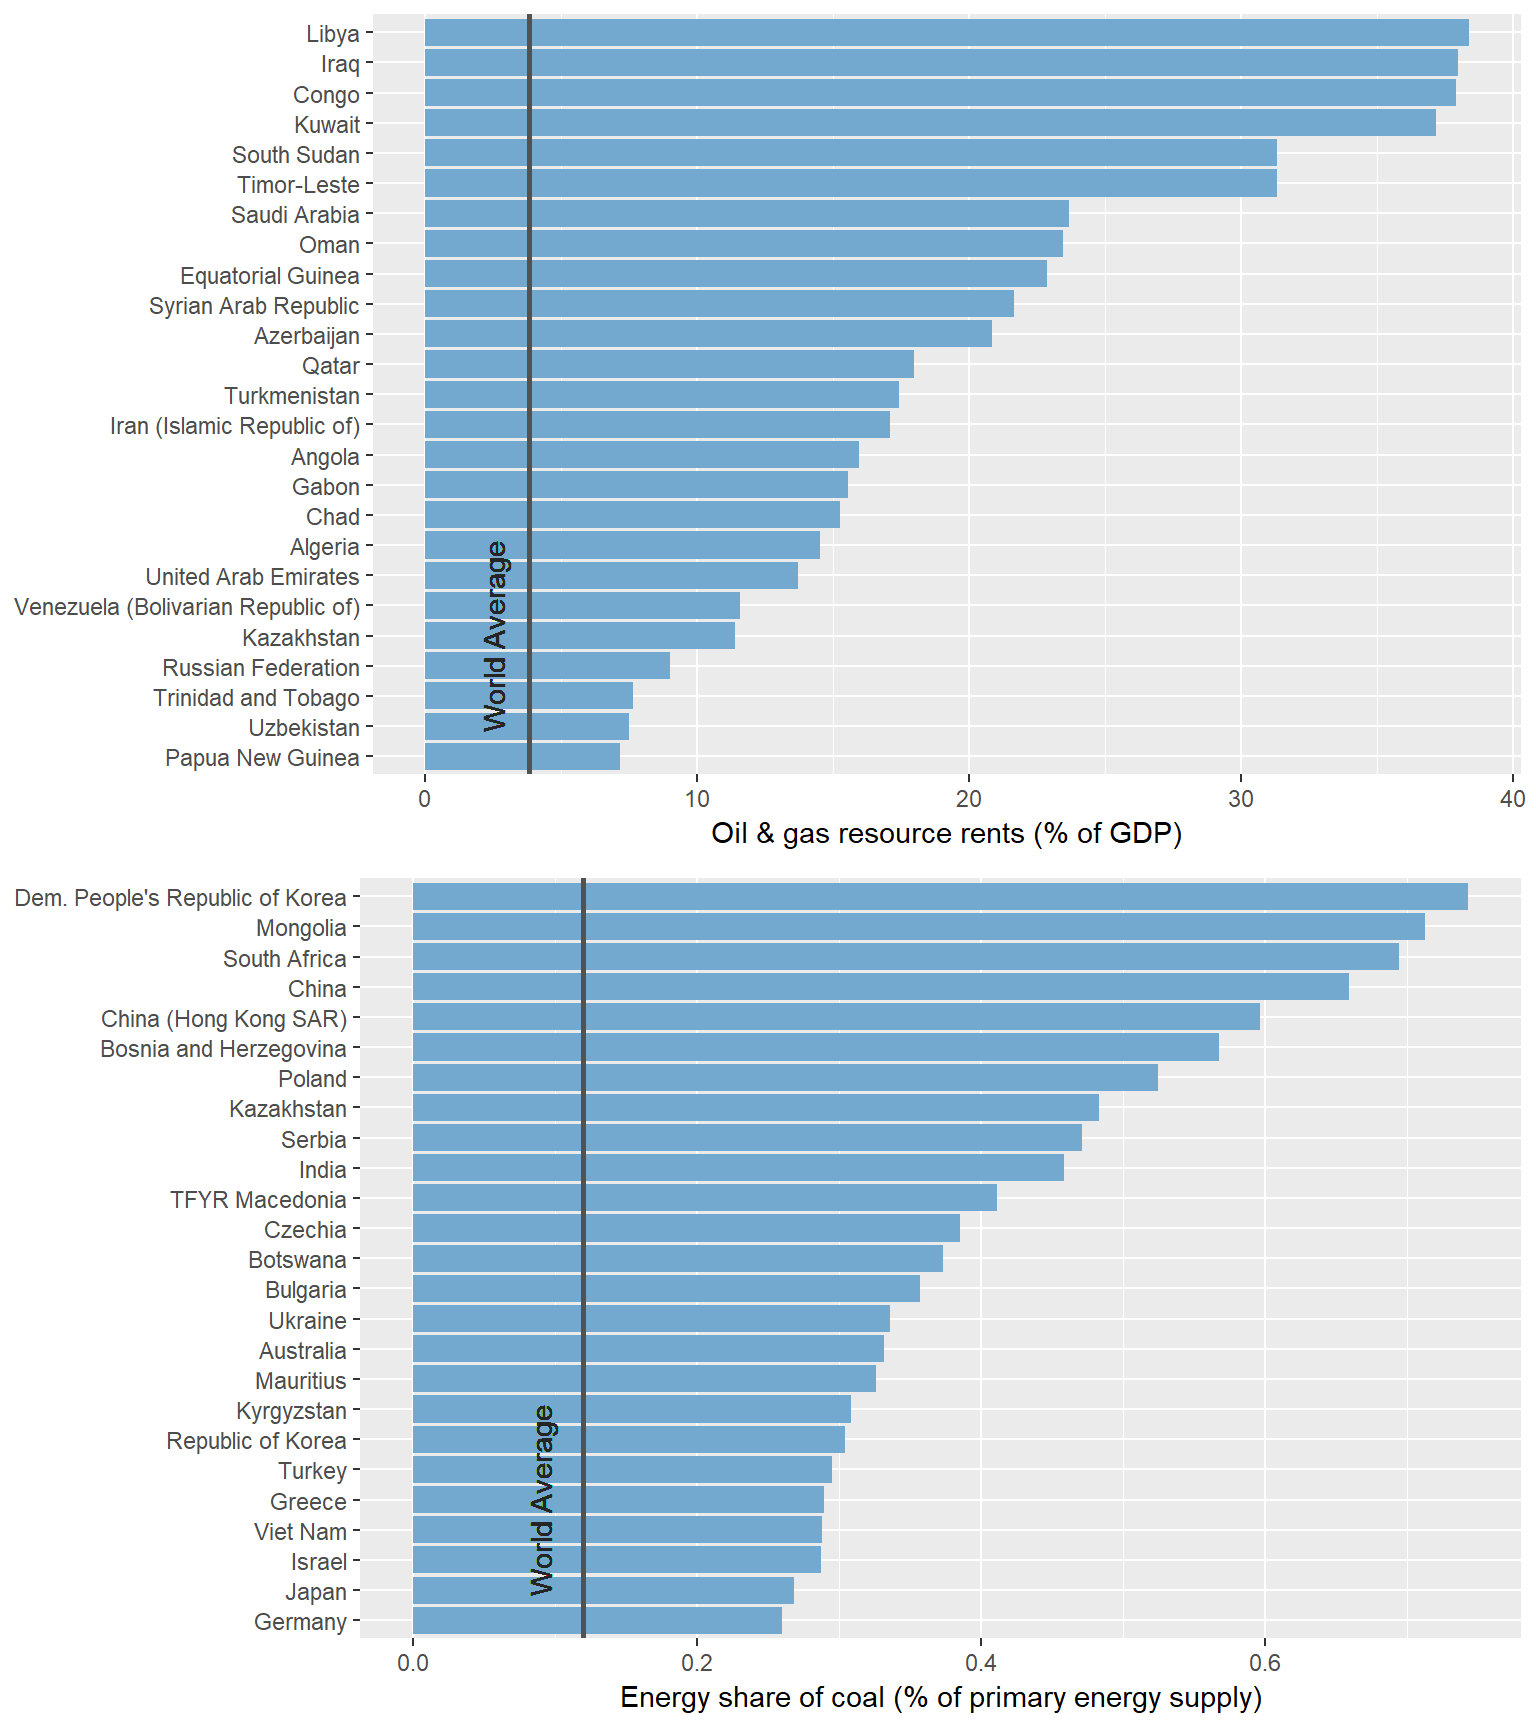 Libya
Iraq
Congo
Kuwait
South Sudan
Timor-Leste
Saudi Arabia
Oman
Equatorial Guinea
Syrian Arab Republic
Azerbaijan
Qatar
Turkmenistan
Iran (Islamic Republic of)
Angola
Gabon
Chad
Algeria
United Arab Emirates
Venezuela (Bolivarian Republic of)
Kazakhstan
Russian Federation
Trinidad and Tobago
Uzbekistan
Papua New Guinea
World Average
0 10 20 30 40
Oil & gas resource rents (% of GDP)
Dem. People's Republic of Korea
Mongolia
South Africa
China
China (Hong Kong SAR)
Bosnia and Herzegovina
Poland
Kazakhstan
Serbia
India
TFYR Macedonia
Czechia
Botswana
Bulgaria
Ukraine
Australia
Mauritius
Kyrgyzstan
Republic of Korea
Turkey
Greece
Viet Nam
Israel
Japan
Germany
World Average
0.0 0.2 0.4 0.6
Energy share of coal (% of primary energy supply)